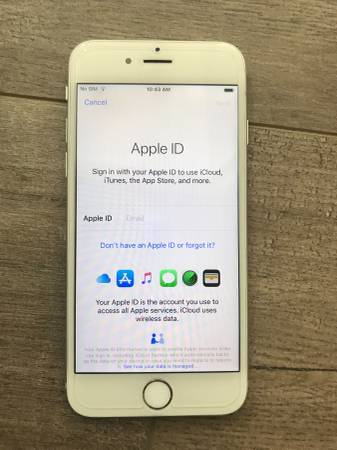 No SIM 10:43 AM
Cancel Next
Apple ID
Sign in with your Apple ID to use iCloud,
iTunes, the App Store, and more.
Apple ID Email
Don't have an Apple ID or forgot it?
Your Apple ID is the account you use to
access all Apple services. iCloud uses
wireless data.
See how your data is managed.